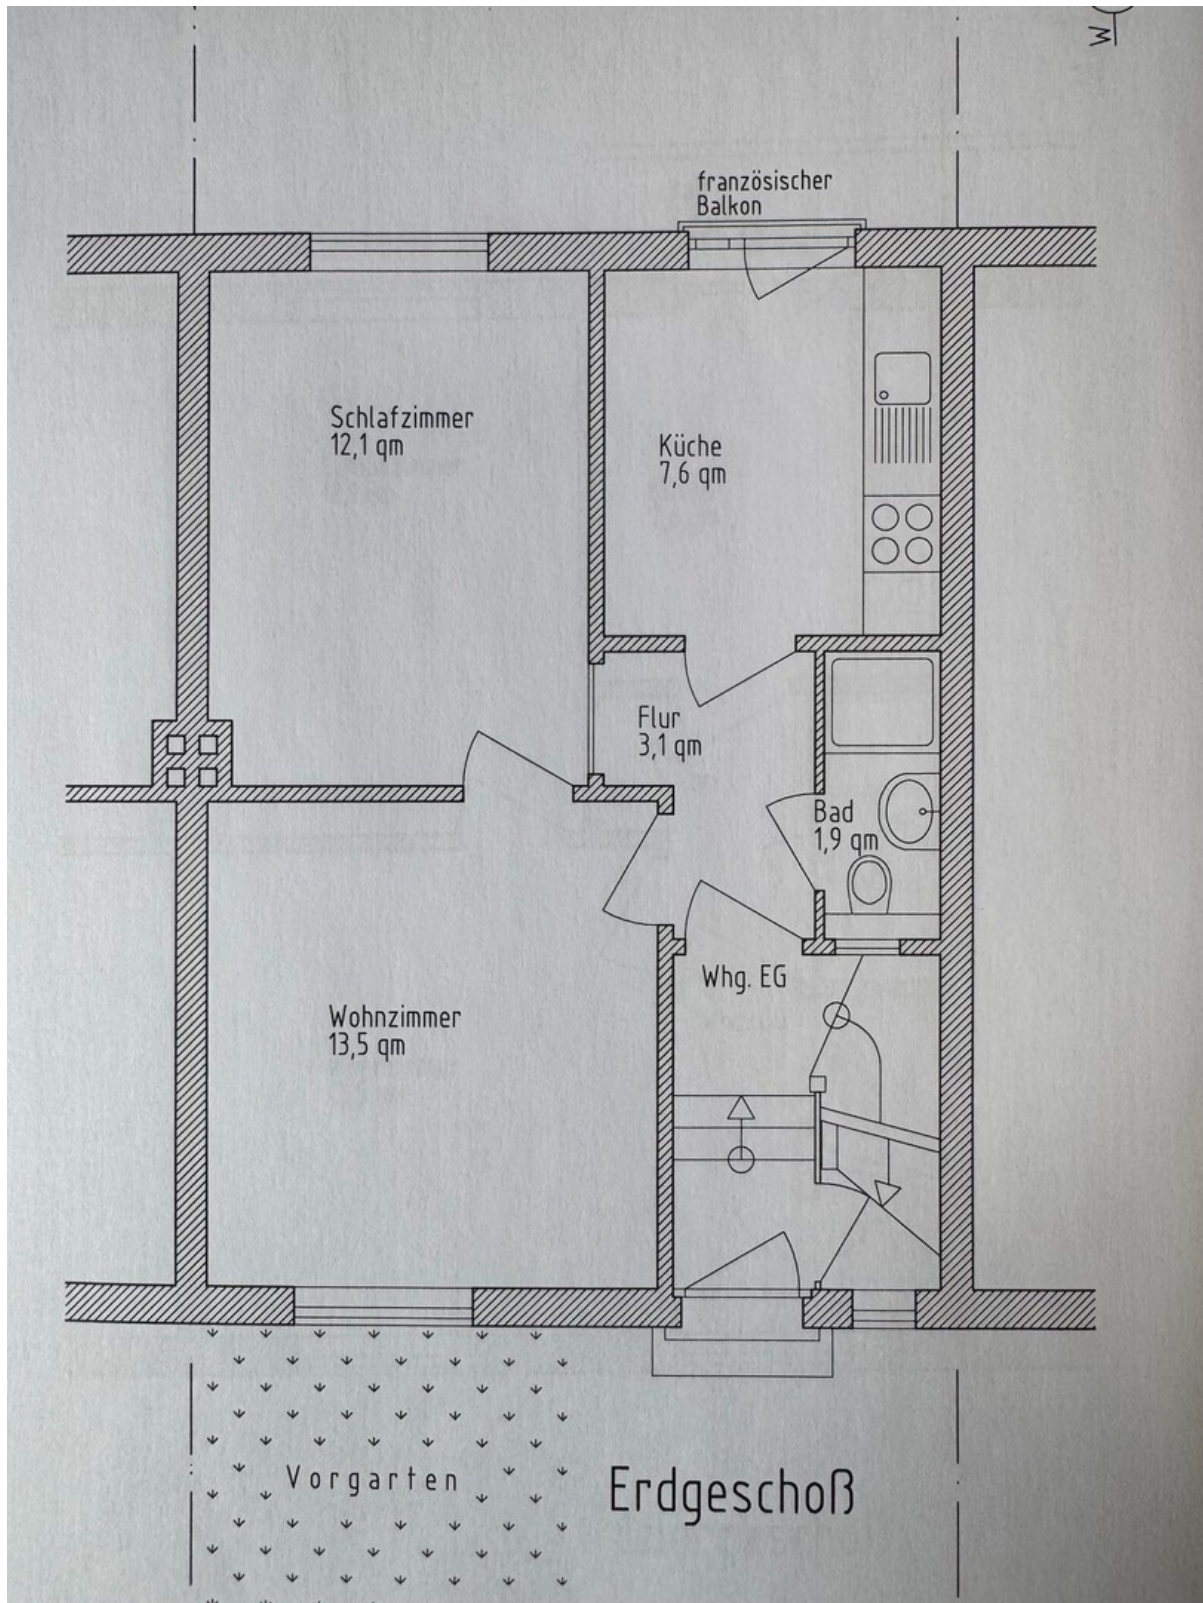 W
französischer
Balkon
Schlafzimmer
12,1 qm
Küche
7,6 qm
Flur
3,1 qm
Bad
1,9 qm
Whg. EG
Wohnzimmer
13,5 qm
Vorgarten
Erdgeschoß